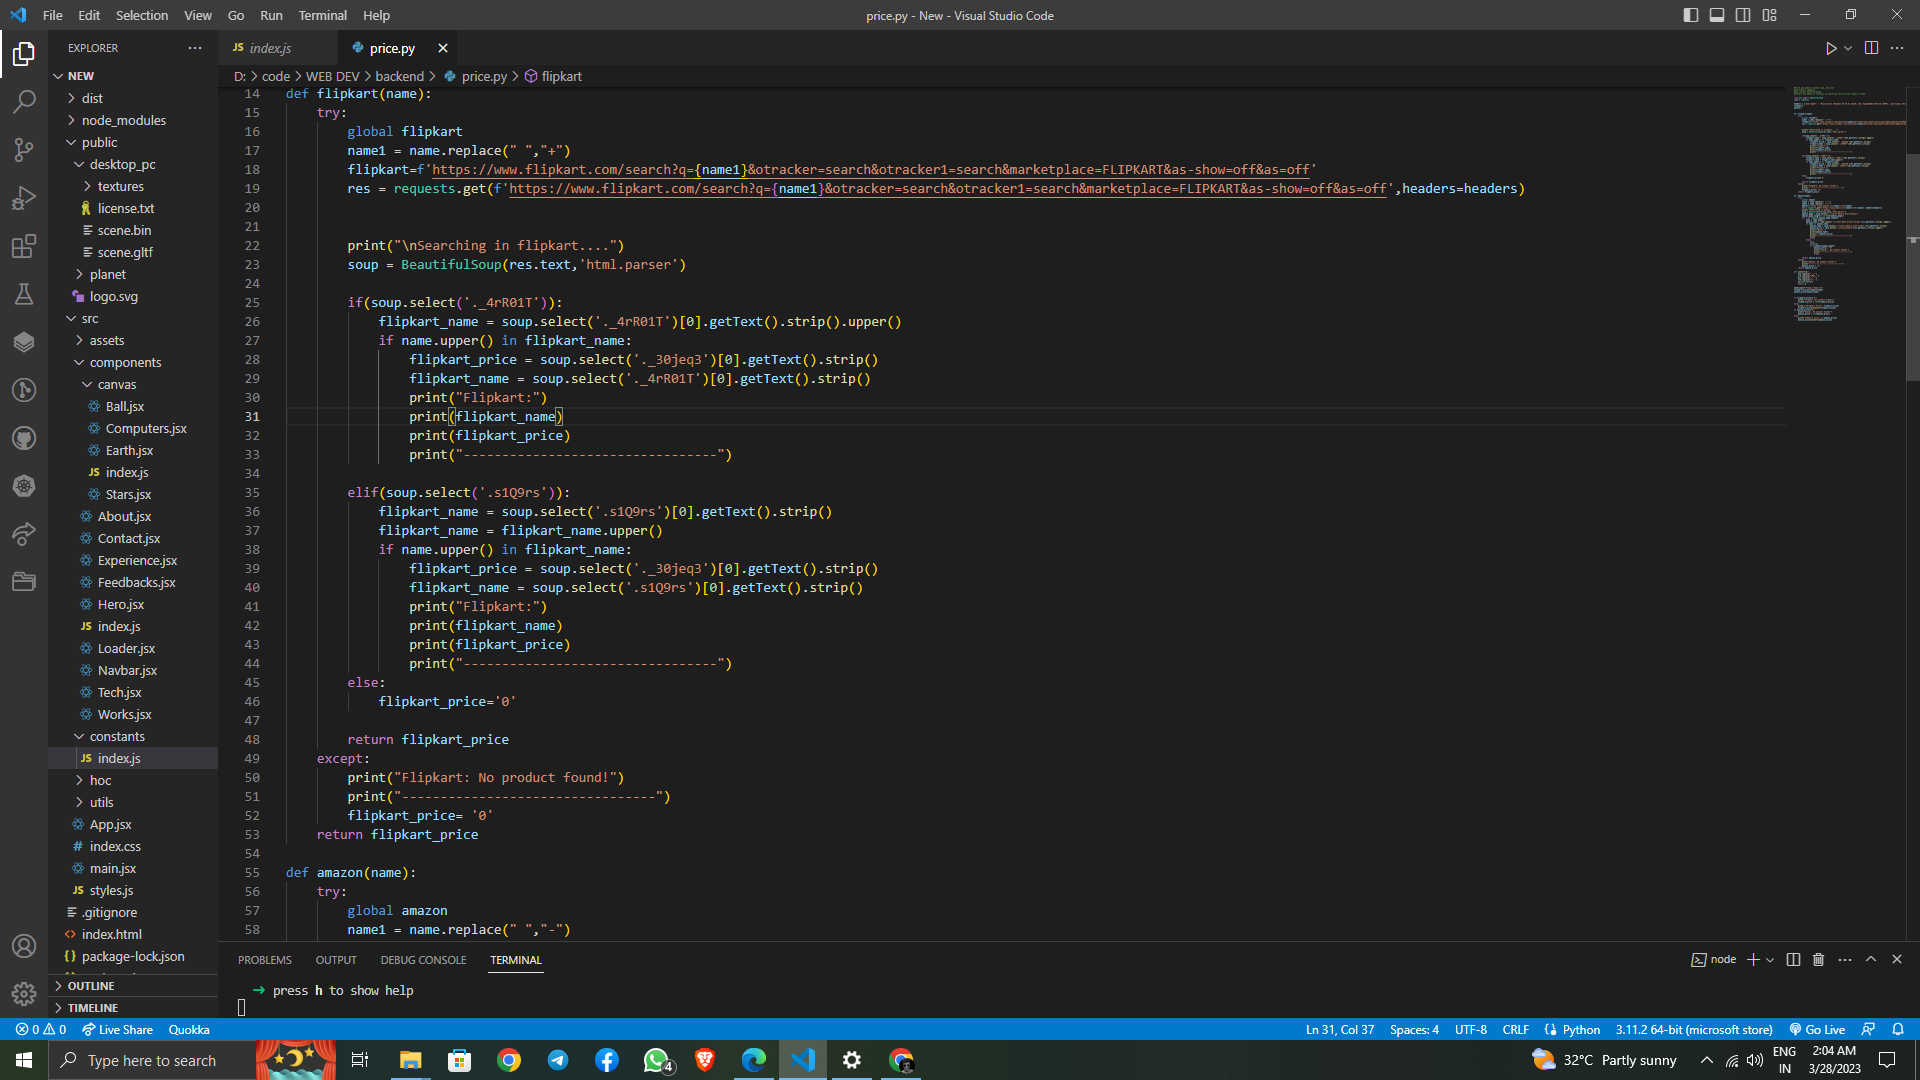 File Edit Selection View Go Run Terminal Help
price.py - New - Visual Studio Code
EXPLORER
JS index.js
price.py
D: > code > WEB DEV > backend > price.py > flipkart
NEW
dist
node_modules
public
desktop_pc
textures
license.txt
scene.bin
scene.gltf
planet
logo.svg
src
assets
components
canvas
Ball.jsx
Computers.jsx
Earth.jsx
JS index.js
Stars.jsx
About.jsx
Contact.jsx
Experience.jsx
Feedbacks.jsx
Hero.jsx
JS index.js
Loader.jsx
Navbar.jsx
Tech.jsx
Works.jsx
constants
JS index.js
hoc
utils
App.jsx
# index.css
main.jsx
JS styles.js
.gitignore
<> index.html
{} package-lock.json
OUTLINE
TIMELINE
14 def flipkart(name):
15 try:
16 global flipkart
17 name1 = name.replace(" ","+")
18 flipkart=f'https://www.flipkart.com/search?q={name1}&otracker=search&otracker1=search&marketplace=FLIPKART&as-show=off&as=off'
19 res = requests.get(f'https://www.flipkart.com/search?q={name1}&otracker=search&otracker1=search&marketplace=FLIPKART&as-show=off&as=off',headers=headers)
20
21
22 print("\nSearching in flipkart....")
23 soup = BeautifulSoup(res.text,'html.parser')
24
25 if(soup.select('._4rR01T')):
26 flipkart_name = soup.select('._4rR01T')[0].getText().strip().upper()
27 if name.upper() in flipkart_name:
28 flipkart_price = soup.select('._30jeq3')[0].getText().strip()
29 flipkart_name = soup.select('._4rR01T')[0].getText().strip()
30 print("Flipkart:")
31 print(flipkart_name)
32 print(flipkart_price)
33 print("---------------------------------")
34
35 elif(soup.select('.s1Q9rs')):
36 flipkart_name = soup.select('.s1Q9rs')[0].getText().strip()
37 flipkart_name = flipkart_name.upper()
38 if name.upper() in flipkart_name:
39 flipkart_price = soup.select('._30jeq3')[0].getText().strip()
40 flipkart_name = soup.select('.s1Q9rs')[0].getText().strip()
41 print("Flipkart:")
42 print(flipkart_name)
43 print(flipkart_price)
44 print("---------------------------------")
45 else:
46 flipkart_price='0'
47
48 return flipkart_price
49 except:
50 print("Flipkart: No product found!")
51 print("---------------------------------")
52 flipkart_price= '0'
53 return flipkart_price
54
55 def amazon(name):
56 try:
57 global amazon
58 name1 = name.replace(" ","-")
PROBLEMS OUTPUT DEBUG CONSOLE TERMINAL
node
➜ press h to show help
0 0 Live Share Quokka
Ln 31, Col 37 Spaces: 4 UTF-8 CRLF Python 3.11.2 64-bit (microsoft store) Go Live
Type here to search
4
32°C Partly sunny
ENG
IN
2:04 AM
3/28/2023